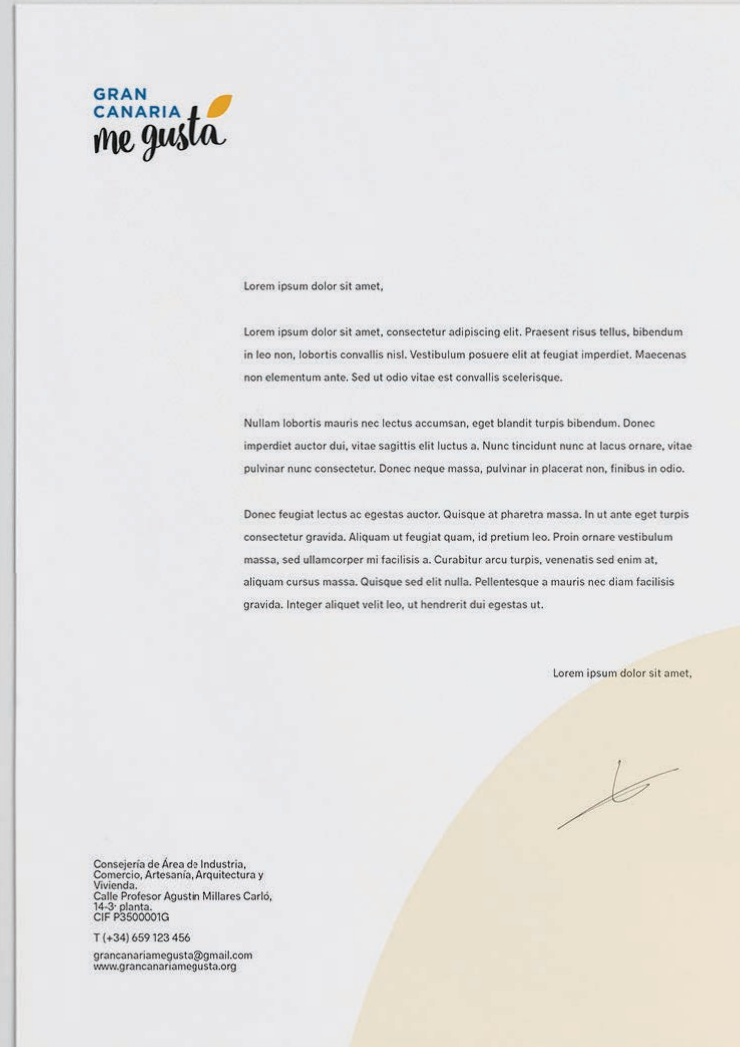 GRAN
CANARIA
me gusta
Lorem ipsum dolor sit amet,
Lorem ipsum dolor sit amet, consectetur adipiscing elit. Praesent risus tellus, bibendum
in leo non, lobortis convallis nisl. Vestibulum posuere elit at feugiat imperdiet. Maecenas
non elementum ante. Sed ut odio vitae est convallis scelerisque.
Nullam lobortis mauris nec lectus accumsan, eget blandit turpis bibendum. Donec
imperdiet auctor dui, vitae sagittis elit luctus a. Nunc tincidunt nunc at lacus ornare, vitae
pulvinar nunc consectetur. Donec neque massa, pulvinar in placerat non, finibus in odio.
Donec feugiat lectus ac egestas auctor. Quisque at pharetra massa. In ut ante eget turpis
consectetur gravida. Aliquam ut feugiat quam, id pretium leo. Proin ornare vestibulum
massa, sed ullamcorper mi facilisis a. Curabitur arcu turpis, venenatis sed enim at,
aliquam cursus massa. Quisque sed elit nulla. Pellentesque a mauris nec diam facilisis
gravida. Integer aliquet velit leo, ut hendrerit dui egestas ut.
Lorem ipsum dolor sit amet,
Consejería de Área de Industria,
Comercio, Artesanía, Arquitectura y
Vivienda.
Calle Profesor Agustín Millares Carló,
14-3ª planta.
CIF P3500001G
T (+34) 659 123 456
grancanariamegusta@gmail.com
www.grancanariamegusta.org